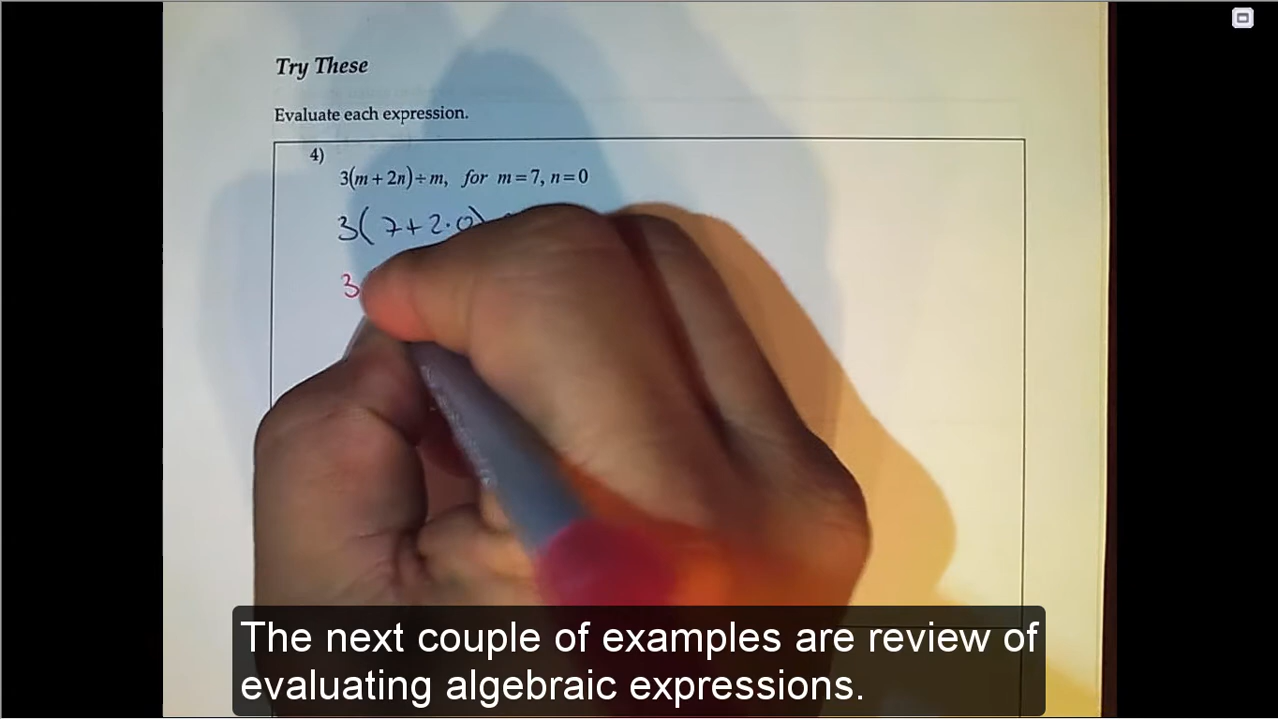 Try These
Evaluate each expression.
4)
3(m + 2n) ÷ m, for m = 7, n = 0
3( 7 + 2 · 0)
3
The next couple of examples are review of
evaluating algebraic expressions.